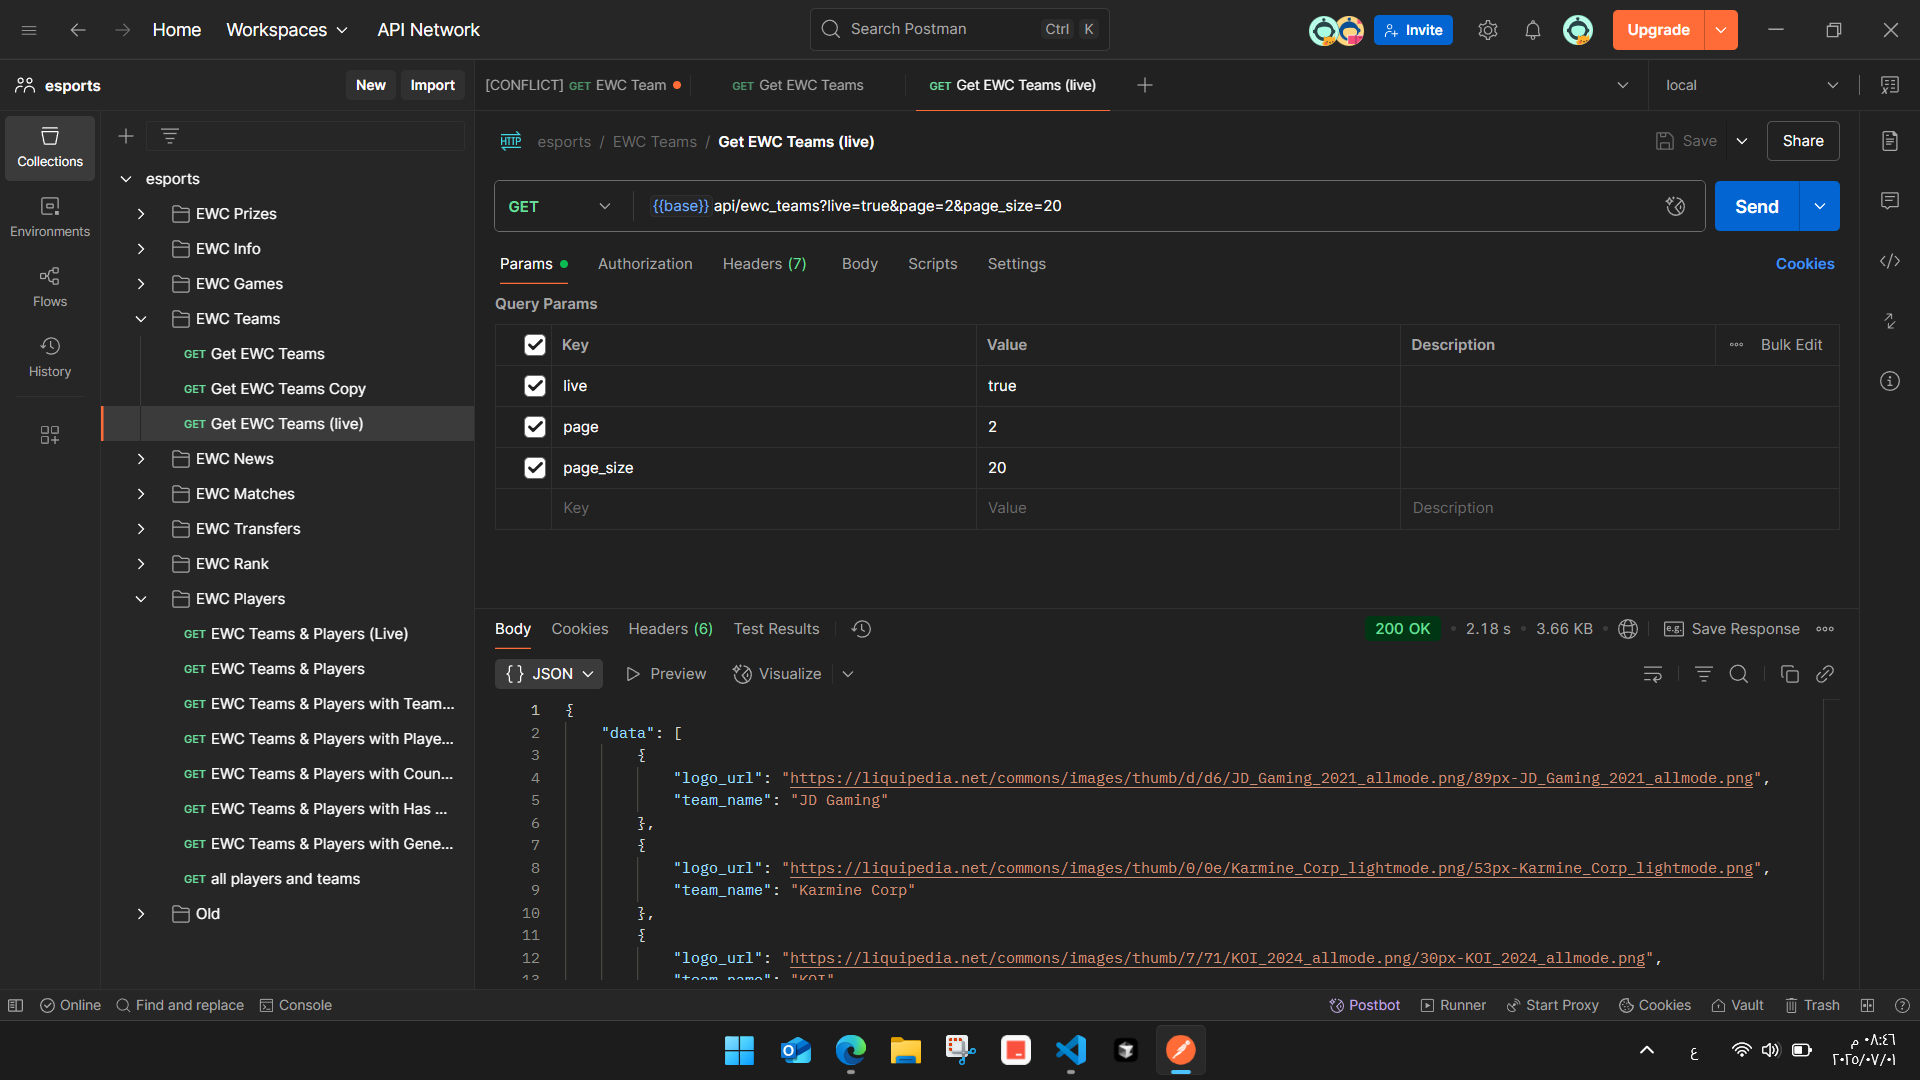 Home
Workspaces
API Network
Search Postman
Ctrl K
Invite
Upgrade
esports
New
Import
[CONFLICT] GET EWC Team
GET Get EWC Teams
GET Get EWC Teams (live)
local
Collections
Environments
Flows
History
esports
EWC Prizes
EWC Info
EWC Games
EWC Teams
GET Get EWC Teams
GET Get EWC Teams Copy
GET Get EWC Teams (live)
EWC News
EWC Matches
EWC Transfers
EWC Rank
EWC Players
GET EWC Teams & Players (Live)
GET EWC Teams & Players
GET EWC Teams & Players with Team...
GET EWC Teams & Players with Playe...
GET EWC Teams & Players with Coun...
GET EWC Teams & Players with Has ...
GET EWC Teams & Players with Gene...
GET all players and teams
Old
HTTP esports / EWC Teams / Get EWC Teams (live)
Save
Share
GET
{{base}} api/ewc_teams?live=true&page=2&page_size=20
Send
Params
Authorization
Headers (7)
Body
Scripts
Settings
Cookies
Query Params
Key Value Description Bulk Edit
live true
page 2
page_size 20
Key Value Description
Body
Cookies
Headers (6)
Test Results
200 OK
2.18 s
3.66 KB
e.g. Save Response
{} JSON
Preview
Visualize
1 {
2 "data": [
3 {
4 "logo_url": "https://liquipedia.net/commons/images/thumb/d/d6/JD_Gaming_2021_allmode.png/89px-JD_Gaming_2021_allmode.png",
5 "team_name": "JD Gaming"
6 },
7 {
8 "logo_url": "https://liquipedia.net/commons/images/thumb/0/0e/Karmine_Corp_lightmode.png/53px-Karmine_Corp_lightmode.png",
9 "team_name": "Karmine Corp"
10 },
11 {
12 "logo_url": "https://liquipedia.net/commons/images/thumb/7/71/KOI_2024_allmode.png/30px-KOI_2024_allmode.png",
13 "team_name": "KOI"
Online
Find and replace
Console
Postbot
Runner
Start Proxy
Cookies
Vault
Trash
ع
٠٨:٤٦ م
٢٠٢٥/٠٧/٠١